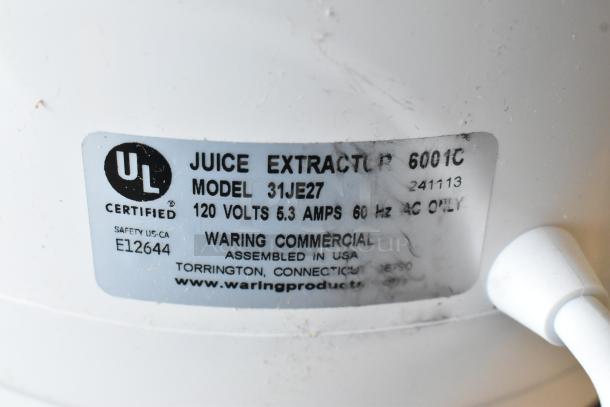 UL
®
CERTIFIED
SAFETY US-CA
E12644
JUICE EXTRACTOR 6001C
MODEL 31JE27 241113
120 VOLTS 5.3 AMPS 60 Hz AC ONLY
WARING COMMERCIAL
ASSEMBLED IN USA
TORRINGTON, CONNECTICUT
www.waringproducts